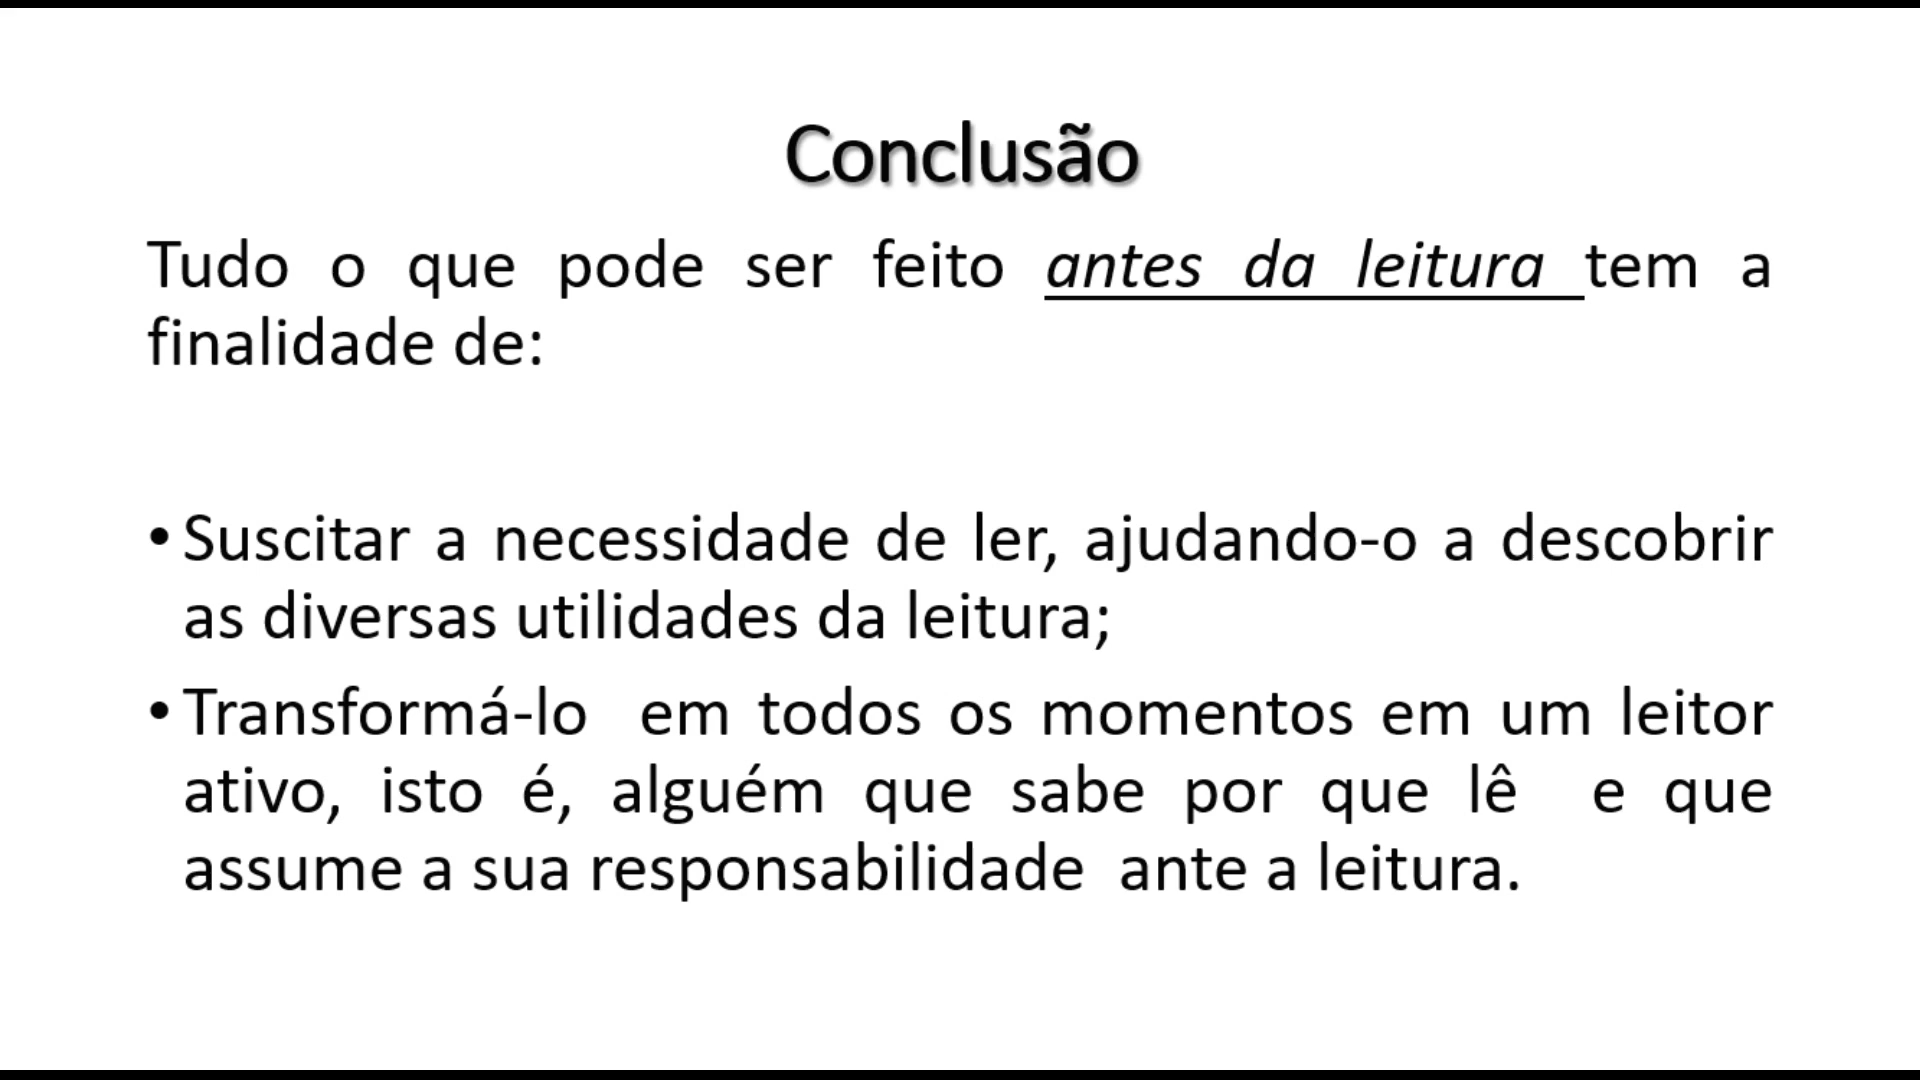 Conclusão
Tudo o que pode ser feito antes da leitura tem a
finalidade de:
• Suscitar a necessidade de ler, ajudando-o a descobrir
as diversas utilidades da leitura;
• Transformá-lo em todos os momentos em um leitor
ativo, isto é, alguém que sabe por que lê e que
assume a sua responsabilidade ante a leitura.